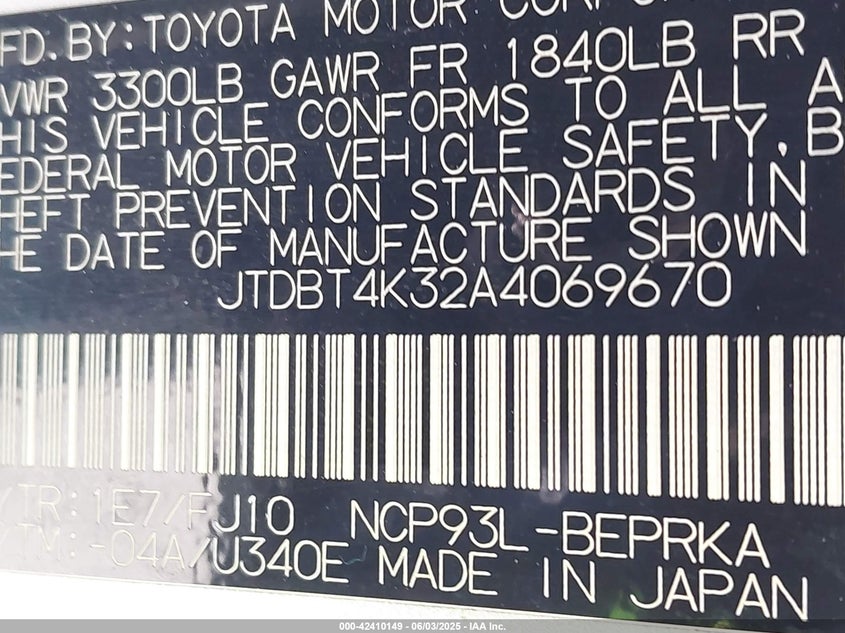 FD. BY: TOYOTA MOTOR CORPOR
VWR 3300LB GAWR FR 1840LB RR
HIS VEHICLE CONFORMS TO ALL A
EDERAL MOTOR VEHICLE SAFETY, B
HEFT PREVENTION STANDARDS IN
HE DATE OF MANUFACTURE SHOWN
JTDBT4K32A4069670
/TR: 1E7/FJ10 NCP93L-BEPRKA
/TM: -04A/U340E MADE IN JAPAN
000-42410149 - 06/03/2025 - IAA Inc.